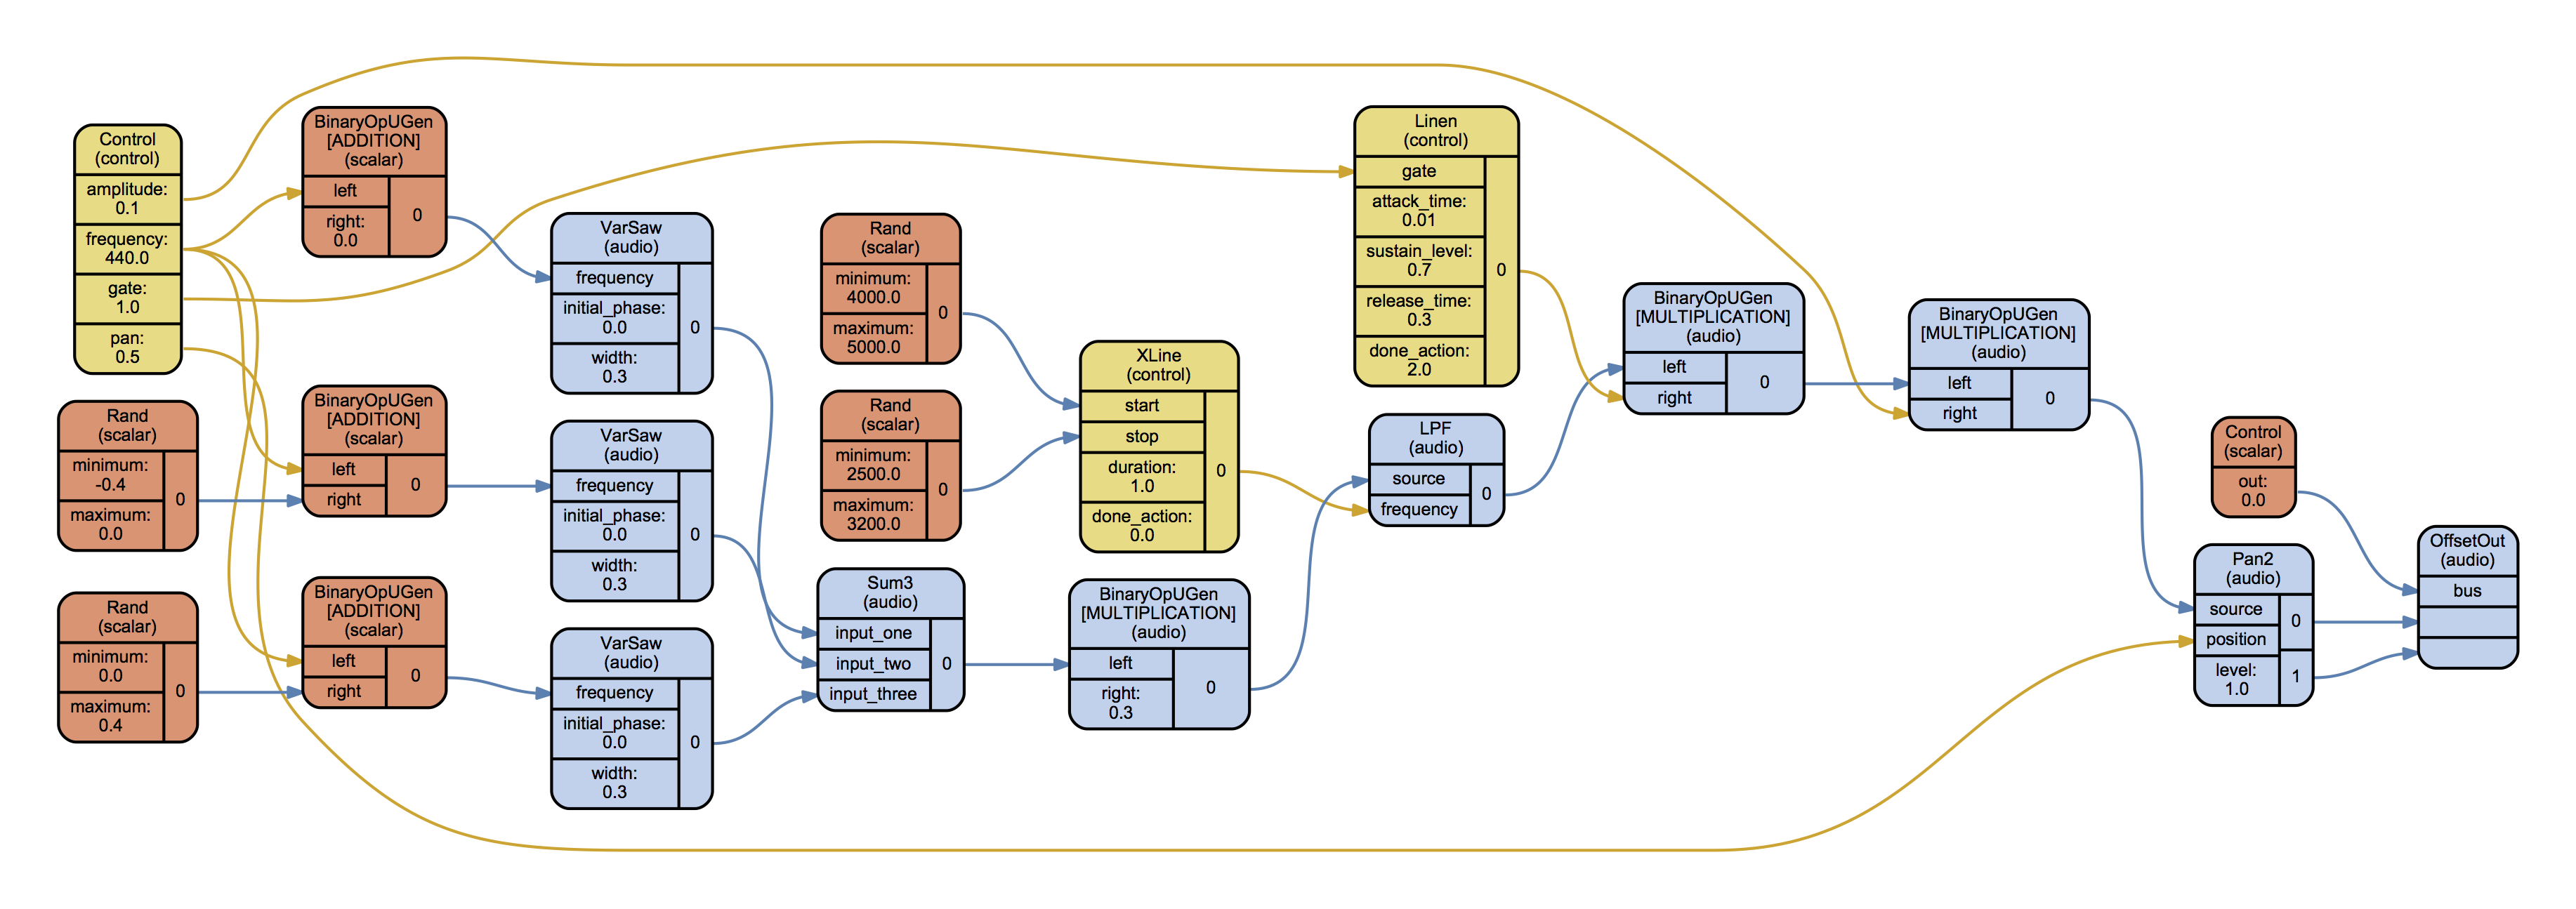 Control
(control)
amplitude:
0.1
frequency:
440.0
gate:
1.0
pan:
0.5
Rand
(scalar)
minimum:
-0.4
maximum:
0.0
0
Rand
(scalar)
minimum:
0.0
maximum:
0.4
0
BinaryOpUGen
[ADDITION]
(scalar)
left
right:
0.0
0
BinaryOpUGen
[ADDITION]
(scalar)
left
right
0
BinaryOpUGen
[ADDITION]
(scalar)
left
right
0
VarSaw
(audio)
frequency
initial_phase:
0.0
width:
0.3
0
VarSaw
(audio)
frequency
initial_phase:
0.0
width:
0.3
0
VarSaw
(audio)
frequency
initial_phase:
0.0
width:
0.3
0
Rand
(scalar)
minimum:
4000.0
maximum:
5000.0
0
Rand
(scalar)
minimum:
2500.0
maximum:
3200.0
0
Sum3
(audio)
input_one
input_two
input_three
0
XLine
(control)
start
stop
duration:
1.0
done_action:
0.0
0
BinaryOpUGen
[MULTIPLICATION]
(audio)
left
right:
0.3
0
Linen
(control)
gate
attack_time:
0.01
sustain_level:
0.7
release_time:
0.3
done_action:
2.0
0
LPF
(audio)
source
frequency
0
BinaryOpUGen
[MULTIPLICATION]
(audio)
left
right
0
BinaryOpUGen
[MULTIPLICATION]
(audio)
left
right
0
Control
(scalar)
out:
0.0
Pan2
(audio)
source
position
level:
1.0
0
1
OffsetOut
(audio)
bus